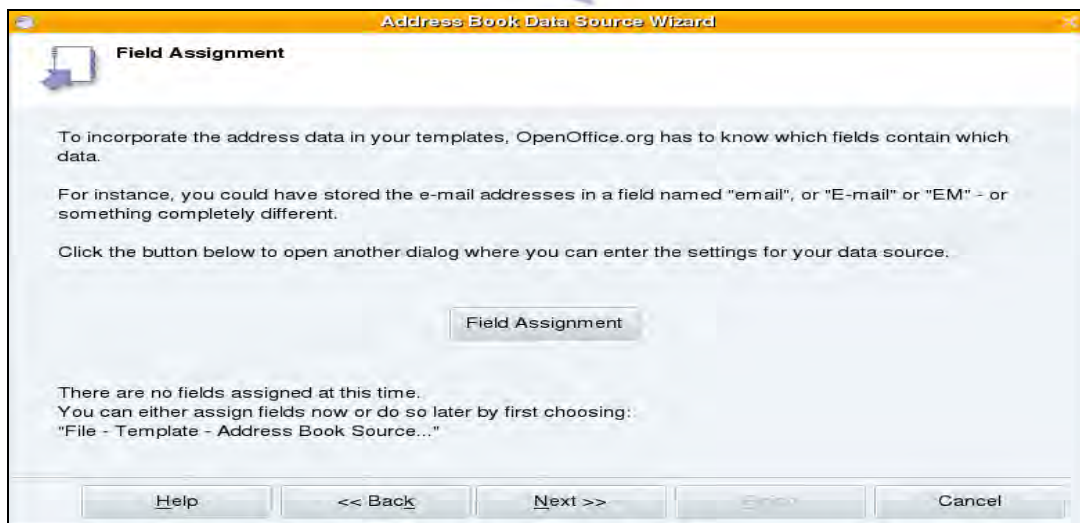 Address Book Data Source Wizard
Field Assignment
To incorporate the address data in your templates, OpenOffice.org has to know which fields contain which
data.
For instance, you could have stored the e-mail addresses in a field named "email", or "E-mail" or "EM" - or
something completely different.
Click the button below to open another dialog where you can enter the settings for your data source.
Field Assignment
There are no fields assigned at this time.
You can either assign fields now or do so later by first choosing:
"File - Template - Address Book Source..."
Help << Back Next >> Cancel